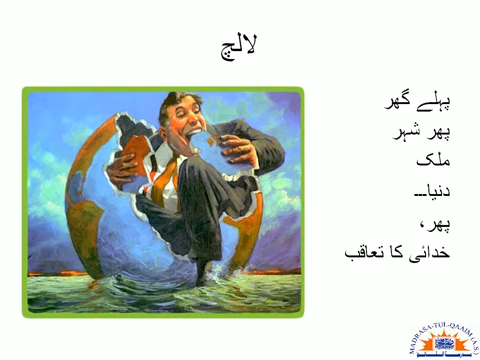 لالچ
پہلے گھر
پھر شہر
ملک
دنیا۔۔۔
پھر،
خدائی کا تعاقب
MADRASA-TUL-QAAIM (A.S)